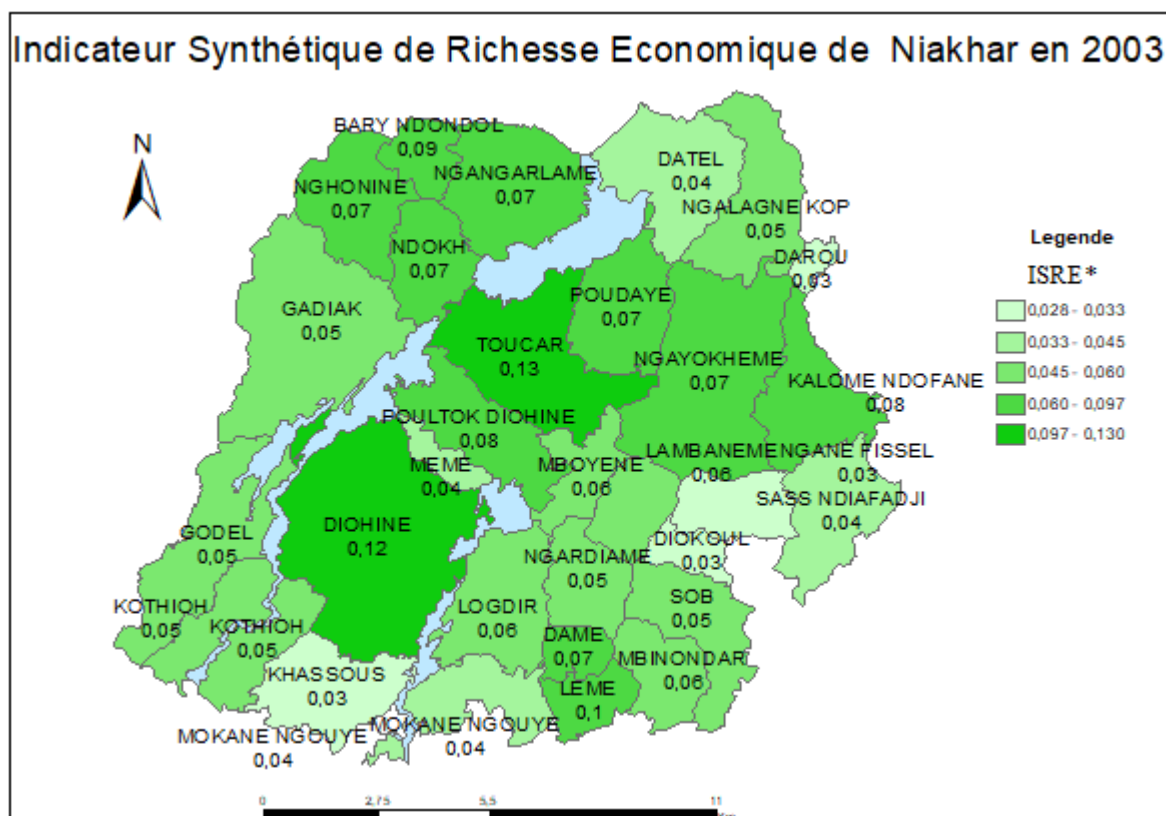 Indicateur Synthétique de Richesse Economique de Niakhar en 2003
N
BARY NDONDOL
0,09
NGANGARLAME
0,07
DATEL
0,04
NGHONINE
0,07
NGALAGNE KOP
0,05
NDOKH
0,07
DAROU
0,03
GADIAK
0,05
POUDAYE
0,07
TOUCAR
0,13
NGAYOKHEME
0,07
KALOME NDOFANE
0,08
POULTOK DIOHINE
0,08
MEME
0,04
MBOYENE
0,06
LAMBANEME
0,06
NGANE FISSEL
0,03
SASS NDIAFADJI
0,04
DIOHINE
0,12
GODEL
0,05
DIOKOUL
0,03
NGARDIAME
0,05
KOTHIOH
0,05
KOTHIOH
0,05
LOGDIR
0,06
SOB
0,05
DAME
0,07
MBINONDAR
0,06
KHASSOUS
0,03
LEME
0,1
MOKANE NGOUYE
0,04
MOKANE NGOUYE
0,04
Legende
ISRE*
0,028 - 0,033
0,033 - 0,045
0,045 - 0,060
0,060 - 0,097
0,097 - 0,130
0 2,75 5,5 11